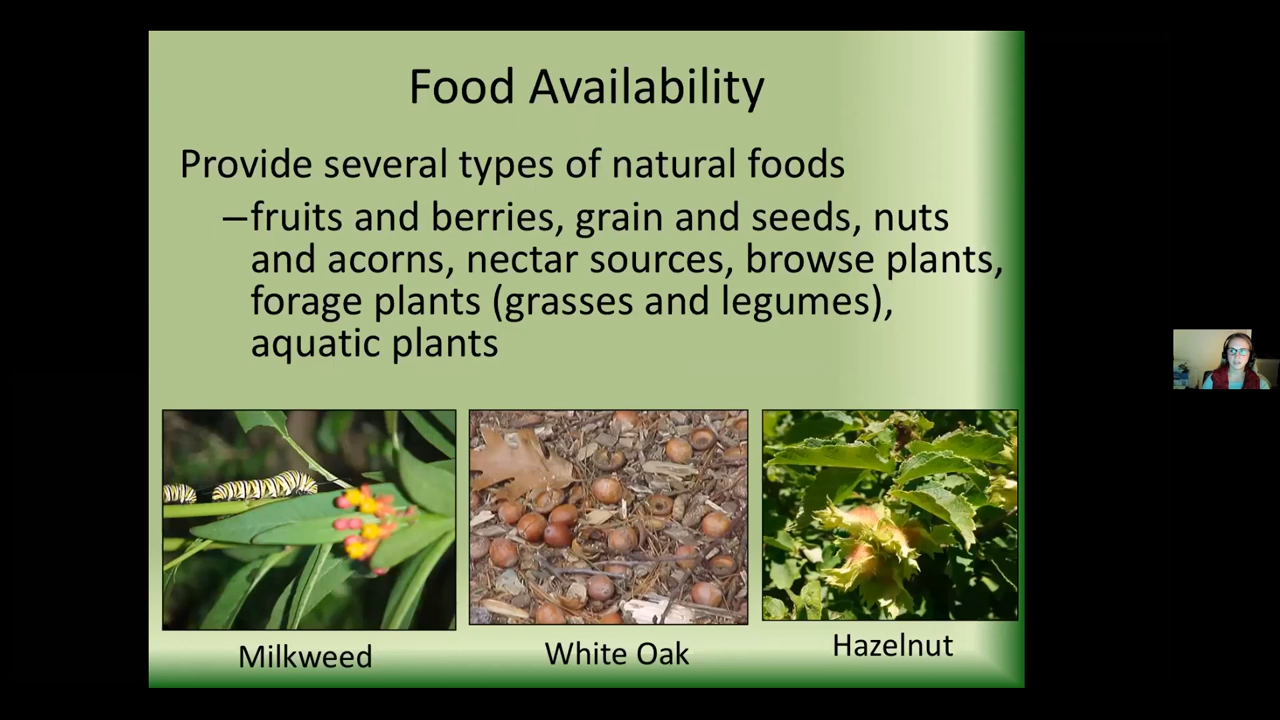 Food Availability
Provide several types of natural foods
–fruits and berries, grain and seeds, nuts
and acorns, nectar sources, browse plants,
forage plants (grasses and legumes),
aquatic plants
Milkweed
White Oak
Hazelnut